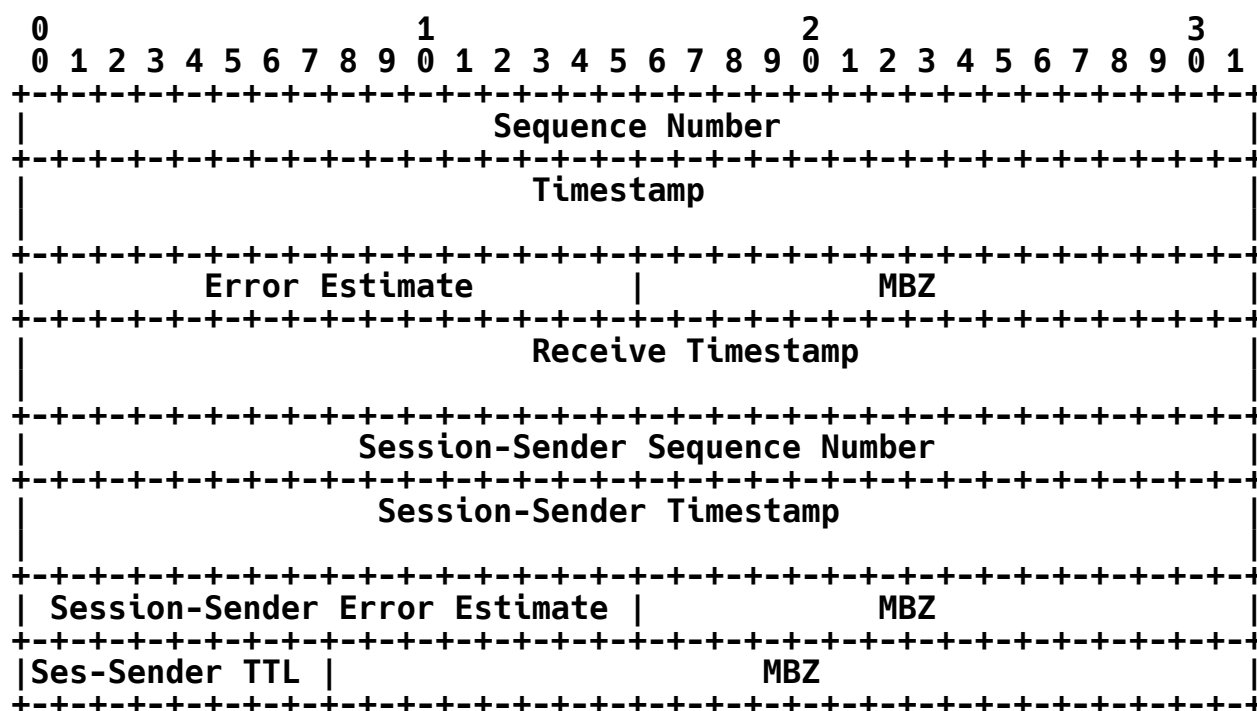 0                   1                   2                   3
 0 1 2 3 4 5 6 7 8 9 0 1 2 3 4 5 6 7 8 9 0 1 2 3 4 5 6 7 8 9 0 1
+-+-+-+-+-+-+-+-+-+-+-+-+-+-+-+-+-+-+-+-+-+-+-+-+-+-+-+-+-+-+-+-+
|                        Sequence Number                        |
+-+-+-+-+-+-+-+-+-+-+-+-+-+-+-+-+-+-+-+-+-+-+-+-+-+-+-+-+-+-+-+-+
|                          Timestamp                            |
|                                                               |
+-+-+-+-+-+-+-+-+-+-+-+-+-+-+-+-+-+-+-+-+-+-+-+-+-+-+-+-+-+-+-+-+
|         Error Estimate        |            MBZ                |
+-+-+-+-+-+-+-+-+-+-+-+-+-+-+-+-+-+-+-+-+-+-+-+-+-+-+-+-+-+-+-+-+
|                          Receive Timestamp                    |
|                                                               |
+-+-+-+-+-+-+-+-+-+-+-+-+-+-+-+-+-+-+-+-+-+-+-+-+-+-+-+-+-+-+-+-+
|                 Session-Sender Sequence Number                |
+-+-+-+-+-+-+-+-+-+-+-+-+-+-+-+-+-+-+-+-+-+-+-+-+-+-+-+-+-+-+-+-+
|                  Session-Sender Timestamp                     |
|                                                               |
+-+-+-+-+-+-+-+-+-+-+-+-+-+-+-+-+-+-+-+-+-+-+-+-+-+-+-+-+-+-+-+-+
| Session-Sender Error Estimate |            MBZ                |
+-+-+-+-+-+-+-+-+-+-+-+-+-+-+-+-+-+-+-+-+-+-+-+-+-+-+-+-+-+-+-+-+
|Ses-Sender TTL |                      MBZ                      |
+-+-+-+-+-+-+-+-+-+-+-+-+-+-+-+-+-+-+-+-+-+-+-+-+-+-+-+-+-+-+-+-+